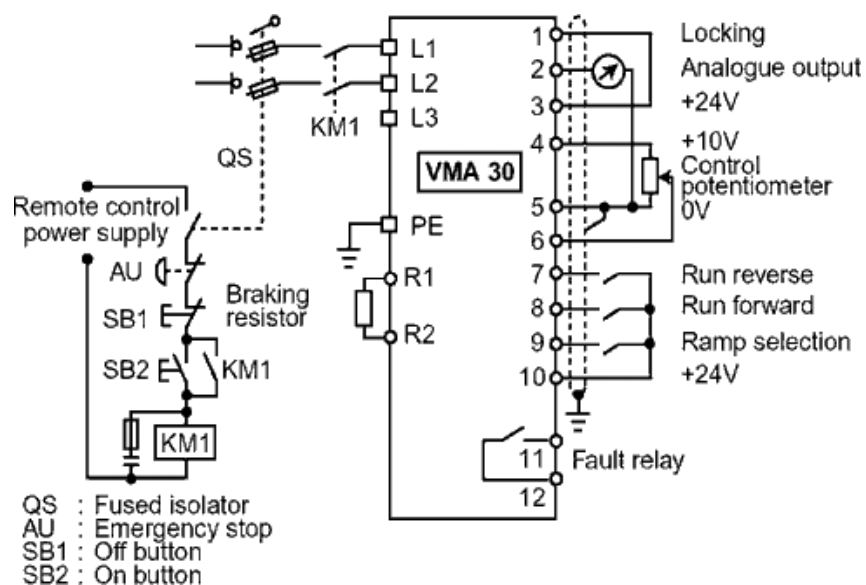 L1
L2
L3
KM1
QS
VMA 30
PE
R1
R2
1 Locking
2 Analogue output
3 +24V
4 +10V
Control
potentiometer
5 0V
6
7 Run reverse
8 Run forward
9 Ramp selection
10 +24V
11 Fault relay
12
Remote control
power supply
AU
SB1
Braking
resistor
SB2 KM1
KM1
QS : Fused isolator
AU : Emergency stop
SB1 : Off button
SB2 : On button